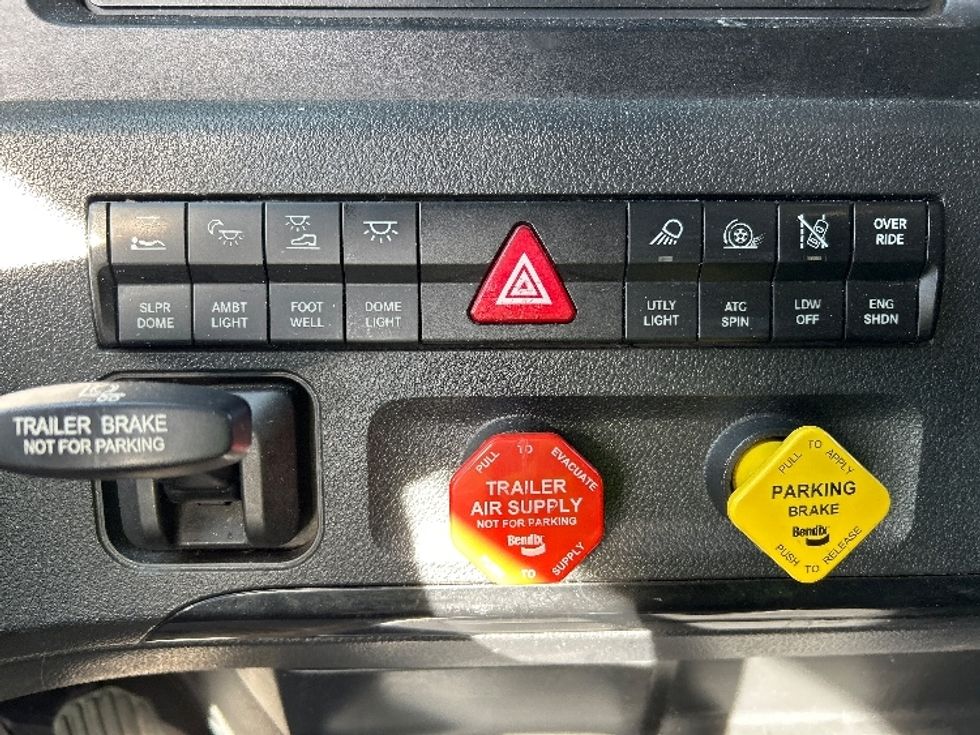 OVER
RIDE
SLPR
DOME
AMBT
LIGHT
FOOT
WELL
DOME
LIGHT
UTLY
LIGHT
ATC
SPIN
LDW
OFF
ENG
SHDN
TRAILER BRAKE
NOT FOR PARKING
PULL TO EVACUATE
TRAILER
AIR SUPPLY
NOT FOR PARKING
Bendix
TO SUPPLY
PULL TO APPLY
PARKING
BRAKE
Bendix
PUSH TO RELEASE